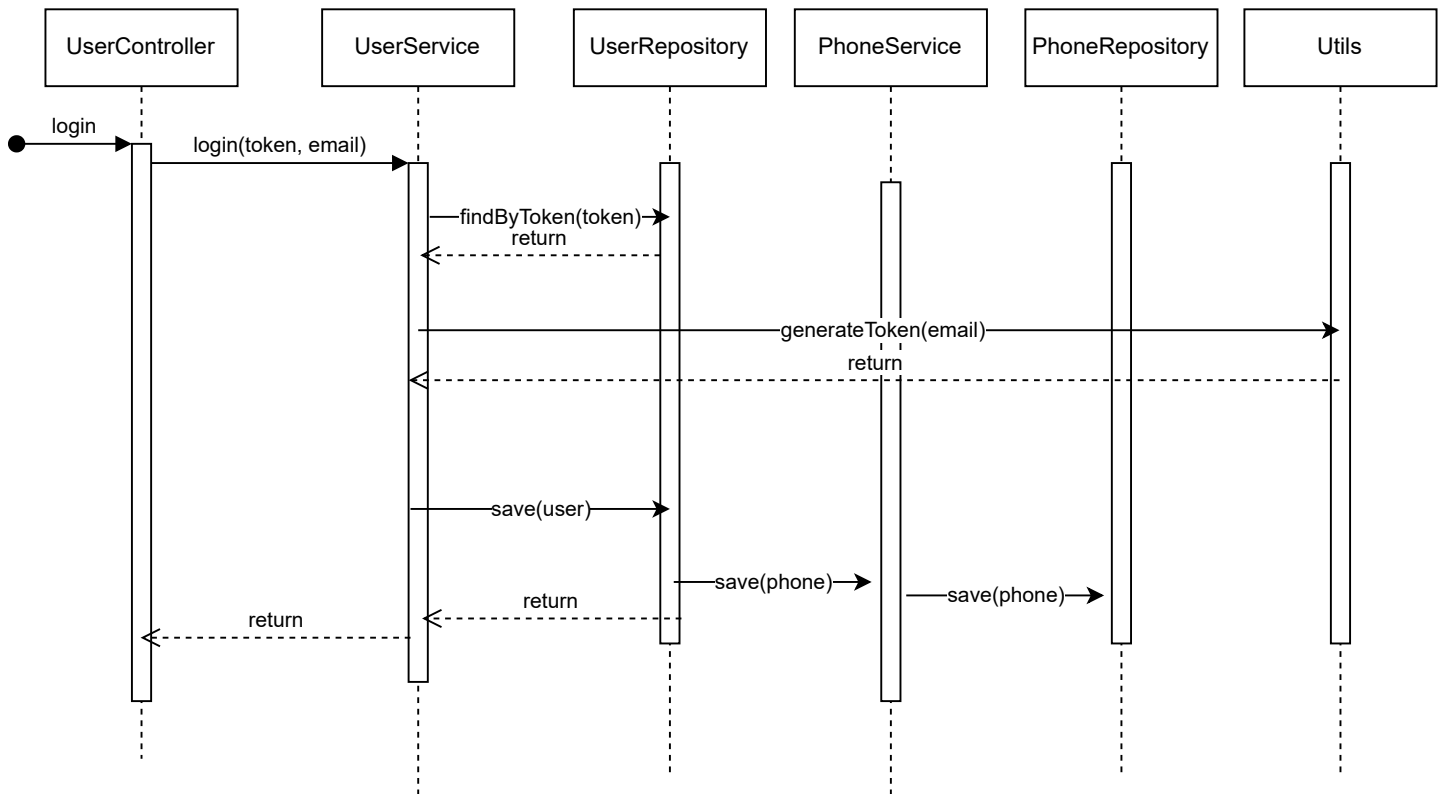 UserController
UserService
UserRepository
PhoneService
PhoneRepository
Utils
login
login(token, email)
findByToken(token)
return
generateToken(email)
return
save(user)
save(phone)
save(phone)
return
return